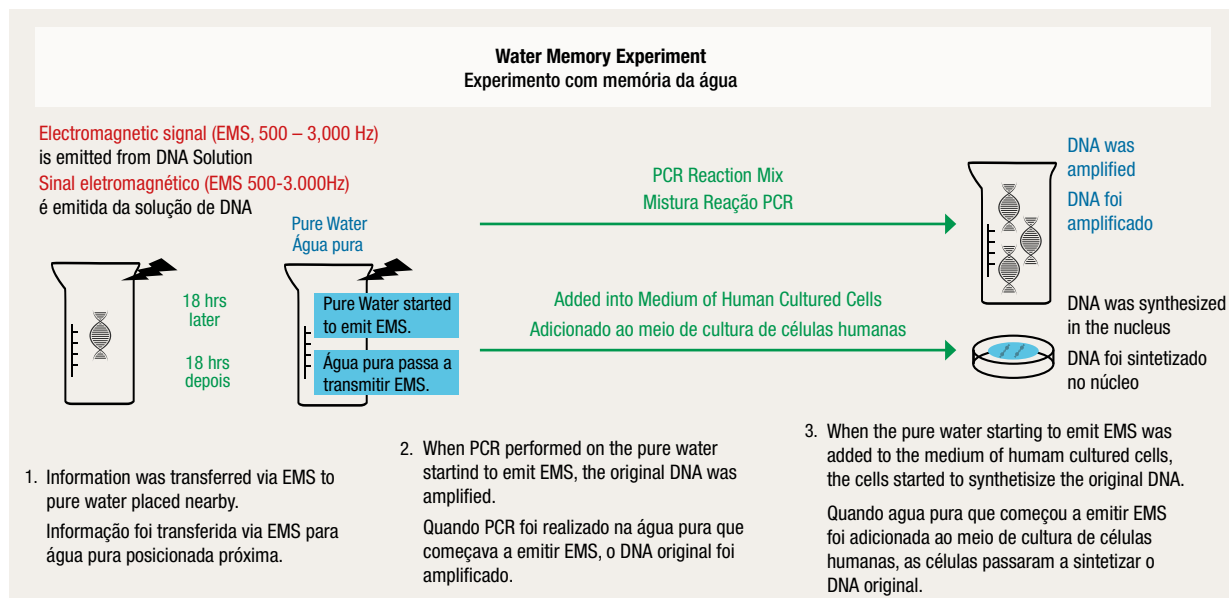 Water Memory Experiment
Experimento com memória da água
Electromagnetic signal (EMS, 500 – 3,000 Hz)
is emitted from DNA Solution
Sinal eletromagnético (EMS 500-3.000Hz)
é emitida da solução de DNA
18 hrs
later
18 hrs
depois
Pure Water
Água pura
Pure Water started
to emit EMS.
Água pura passa a
transmitir EMS.
PCR Reaction Mix
Mistura Reação PCR
Added into Medium of Human Cultured Cells
Adicionado ao meio de cultura de células humanas
DNA was
amplified
DNA foi
amplificado
DNA was synthesized
in the nucleus
DNA foi sintetizado
no núcleo
1. Information was transferred via EMS to
pure water placed nearby.
Informação foi transferida via EMS para
água pura posicionada próxima.
2. When PCR performed on the pure water
startind to emit EMS, the original DNA was
amplified.
Quando PCR foi realizado na água pura que
começava a emitir EMS, o DNA original foi
amplificado.
3. When the pure water starting to emit EMS was
added to the medium of humam cultured cells,
the cells started to synthetisize the original DNA.
Quando agua pura que começou a emitir EMS
foi adicionada ao meio de cultura de células
humanas, as células passaram a sintetizar o
DNA original.